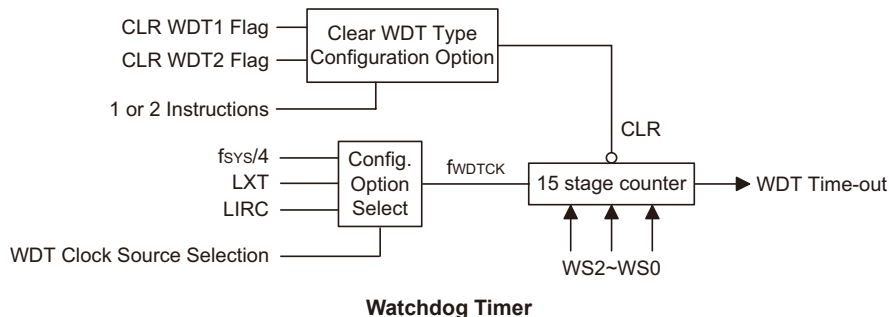 CLR WDT1 Flag
CLR WDT2 Flag
Clear WDT Type
Configuration Option
1 or 2 Instructions
CLR
fSYS/4
LXT
LIRC
Config.
Option
Select
fWDTCK
15 stage counter
WDT Time-out
WDT Clock Source Selection
WS2~WS0
Watchdog Timer